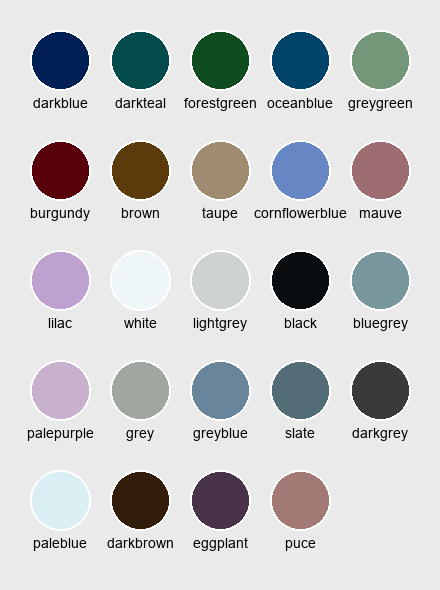 darkblue darkteal forestgreen oceanblue greygreen
burgundy brown taupe cornflowerblue mauve
lilac white lightgrey black bluegrey
palepurple grey greyblue slate darkgrey
paleblue darkbrown eggplant puce